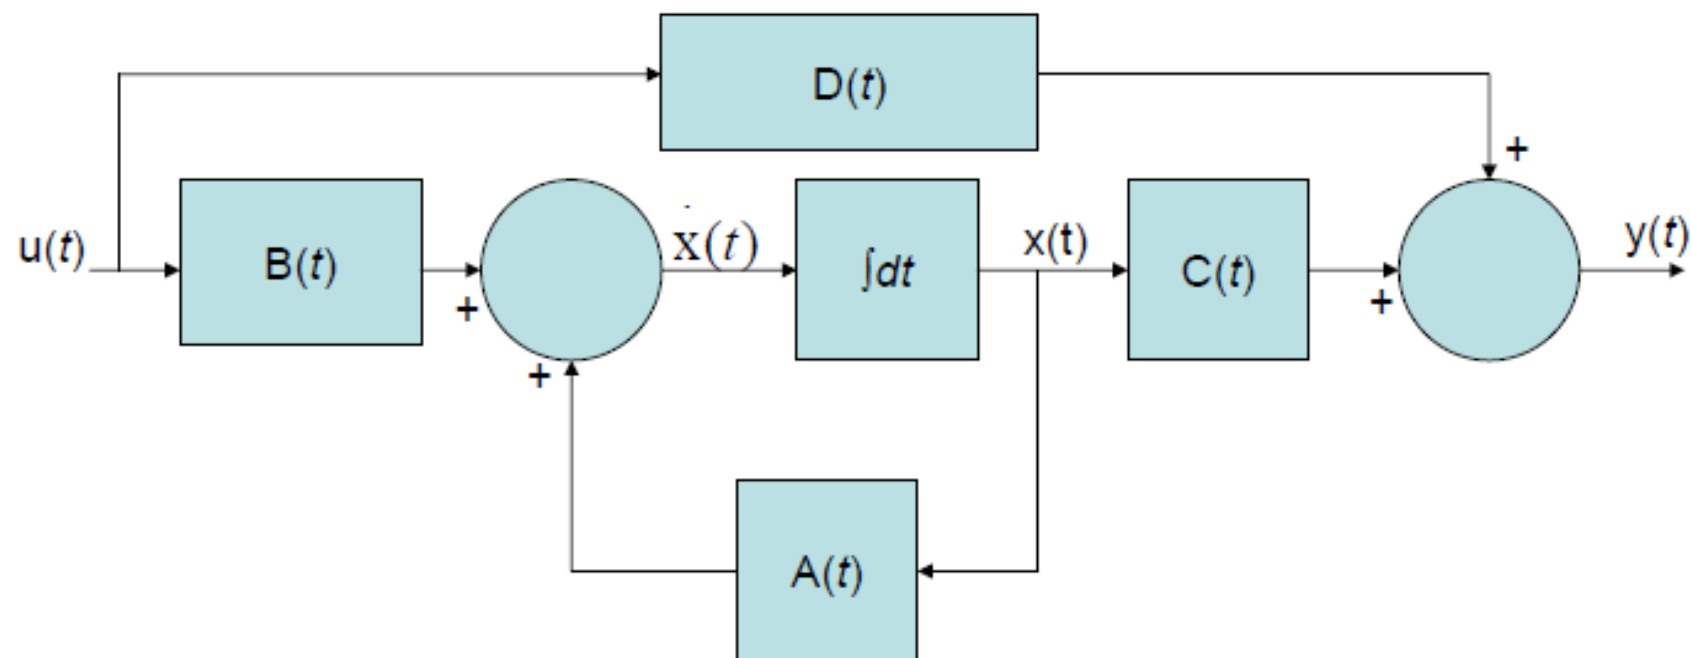 D(t)
+
u(t)
B(t)
+
ẋ(t)
∫dt
x(t)
C(t)
+
y(t)
+
A(t)